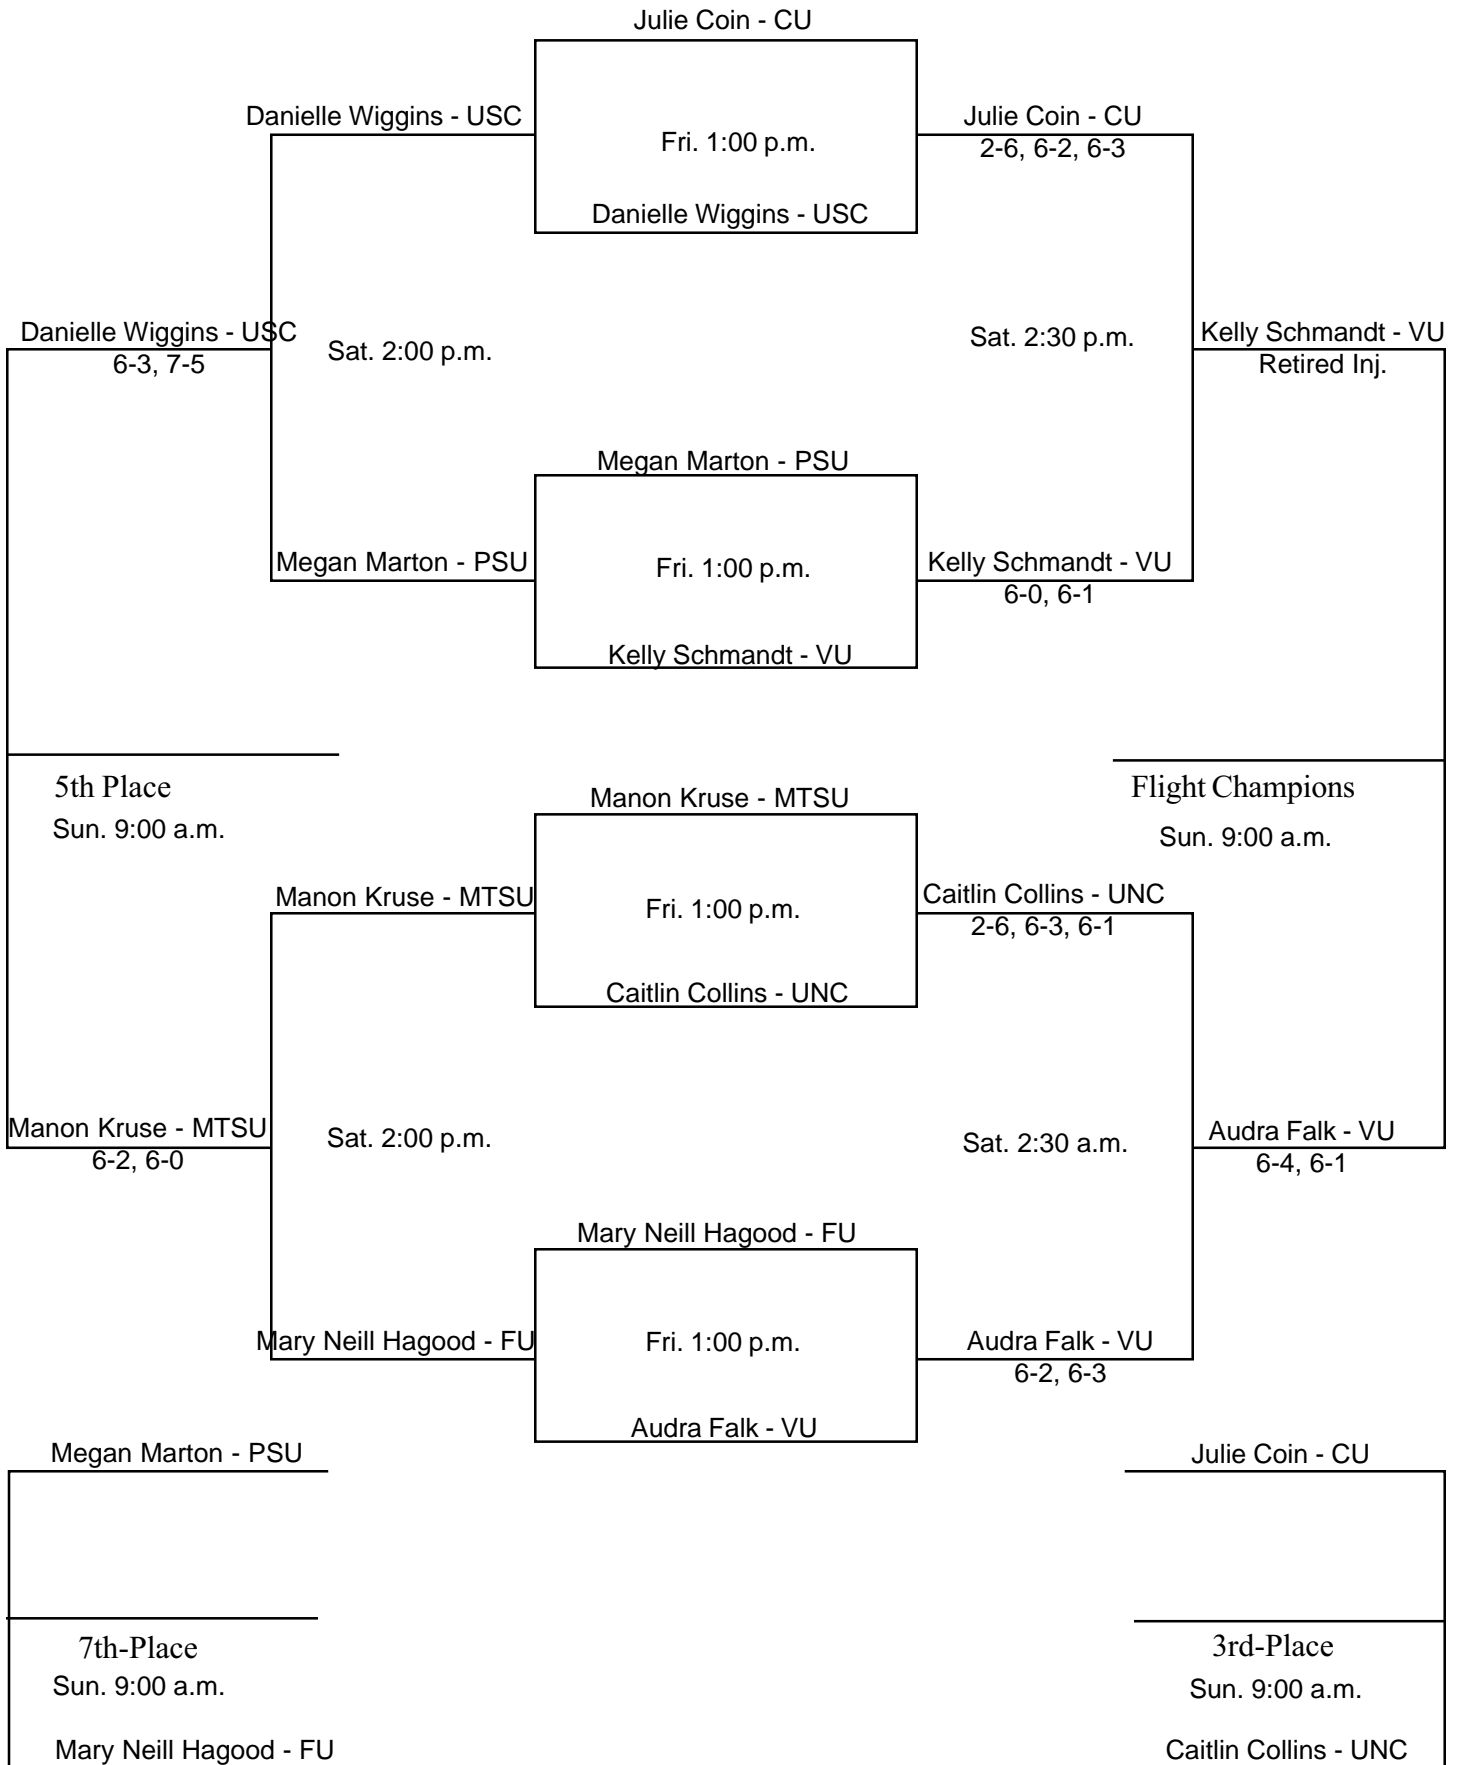 Julie Coin - CU
Danielle Wiggins - USC
Julie Coin - CU
Fri. 1:00 p.m.
2-6, 6-2, 6-3
Danielle Wiggins - USC
Danielle Wiggins - USC
6-3, 7-5
Sat. 2:00 p.m.
Sat. 2:30 p.m.
Kelly Schmandt - VU
Retired Inj.
Megan Marton - PSU
Megan Marton - PSU
Fri. 1:00 p.m.
Kelly Schmandt - VU
6-0, 6-1
Kelly Schmandt - VU
5th Place
Sun. 9:00 a.m.
Manon Kruse - MTSU
Flight Champions
Sun. 9:00 a.m.
Manon Kruse - MTSU
Fri. 1:00 p.m.
Caitlin Collins - UNC
2-6, 6-3, 6-1
Caitlin Collins - UNC
Manon Kruse - MTSU
6-2, 6-0
Sat. 2:00 p.m.
Sat. 2:30 a.m.
Audra Falk - VU
6-4, 6-1
Mary Neill Hagood - FU
Mary Neill Hagood - FU
Fri. 1:00 p.m.
Audra Falk - VU
6-2, 6-3
Audra Falk - VU
Megan Marton - PSU
Julie Coin - CU
7th-Place
Sun. 9:00 a.m.
3rd-Place
Sun. 9:00 a.m.
Mary Neill Hagood - FU
Caitlin Collins - UNC